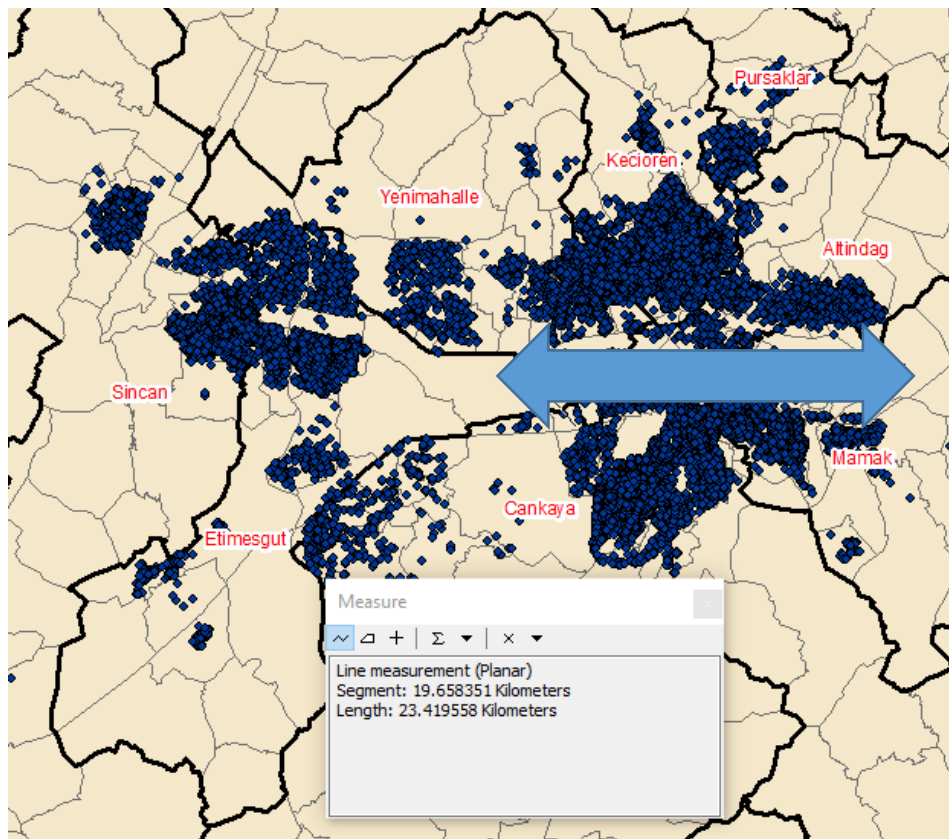 Pursaklar
Kecioren
Yenimahalle
Altindag
Sincan
Mamak
Cankaya
Etimesgut
Measure
x
Σ
Line measurement (Planar)
Segment: 19.658351 Kilometers
Length: 23.419558 Kilometers